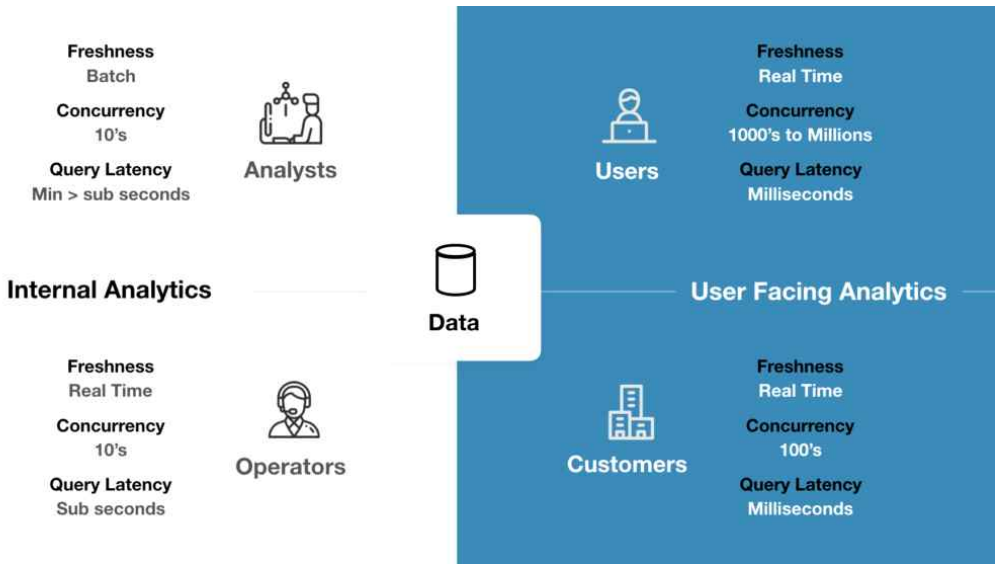 Freshness
Batch
Concurrency
10's
Query Latency
Min > sub seconds
Analysts
Users
Freshness
Real Time
Concurrency
1000's to Millions
Query Latency
Milliseconds
Internal Analytics
Data
User Facing Analytics
Freshness
Real Time
Concurrency
10's
Query Latency
Sub seconds
Operators
Customers
Freshness
Real Time
Concurrency
100's
Query Latency
Milliseconds